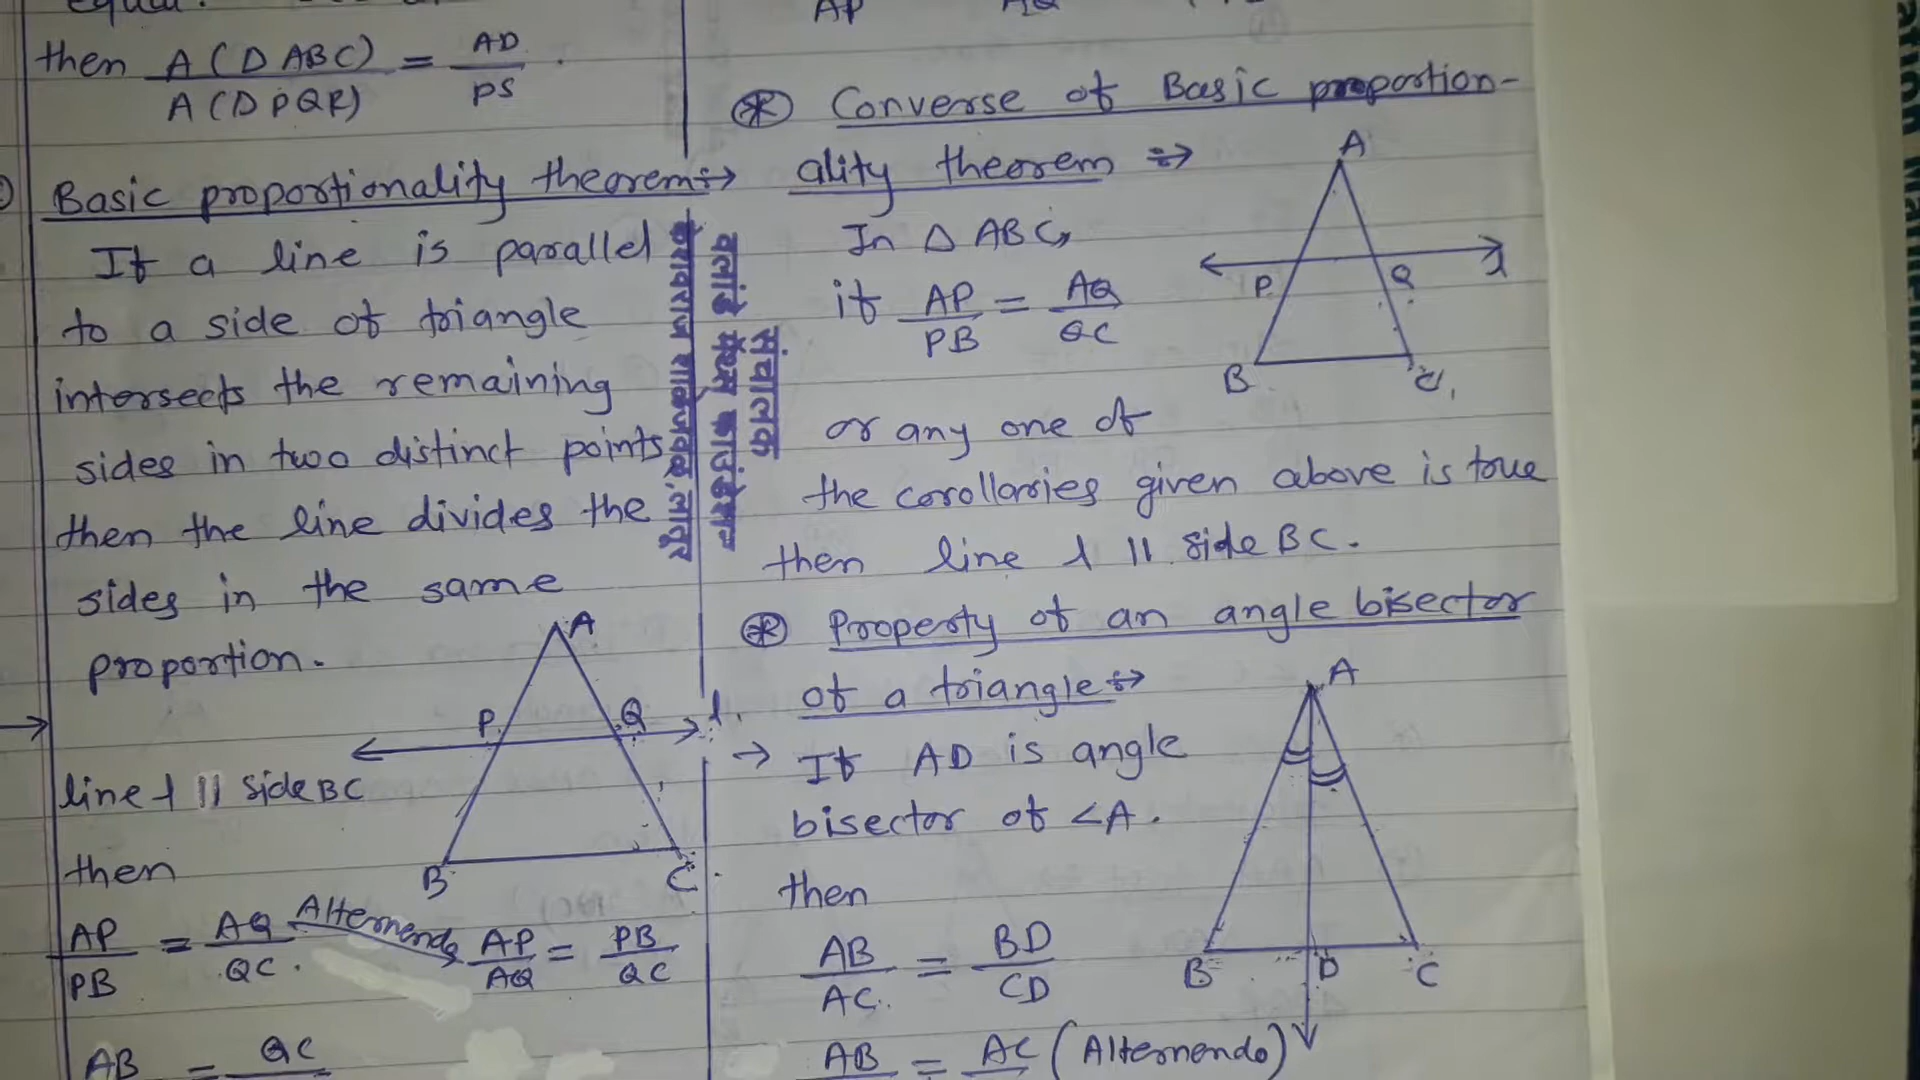 then A(D ABC) / A(D PQR) = AD / PS
Basic proportionality theorem ÷→
If a line is parallel
to a side of triangle
intersects the remaining
sides in two distinct points
then the line divides the
sides in the same
proportion.
A
P
Q
l
B
C
line l || side BC
then
AP / PB = AQ / QC. Alternendo AP / AQ = PB / QC
AB = QC
केशवराज शाळेजवळ, लातूर
संचालक
AP AQ
Converse of Basic proportion-
ality theorem ÷→
In △ ABC,
if AP / PB = AQ / QC
A
P
Q
l
B
C
or any one of
the corollaries given above is true
then line l || side BC.
Property of an angle bisector
of a triangle ÷→
→ If AD is angle
bisector of ∠A.
then
AB / AC. = BD / CD
A
B
D
C
AB = AC (Alternendo)